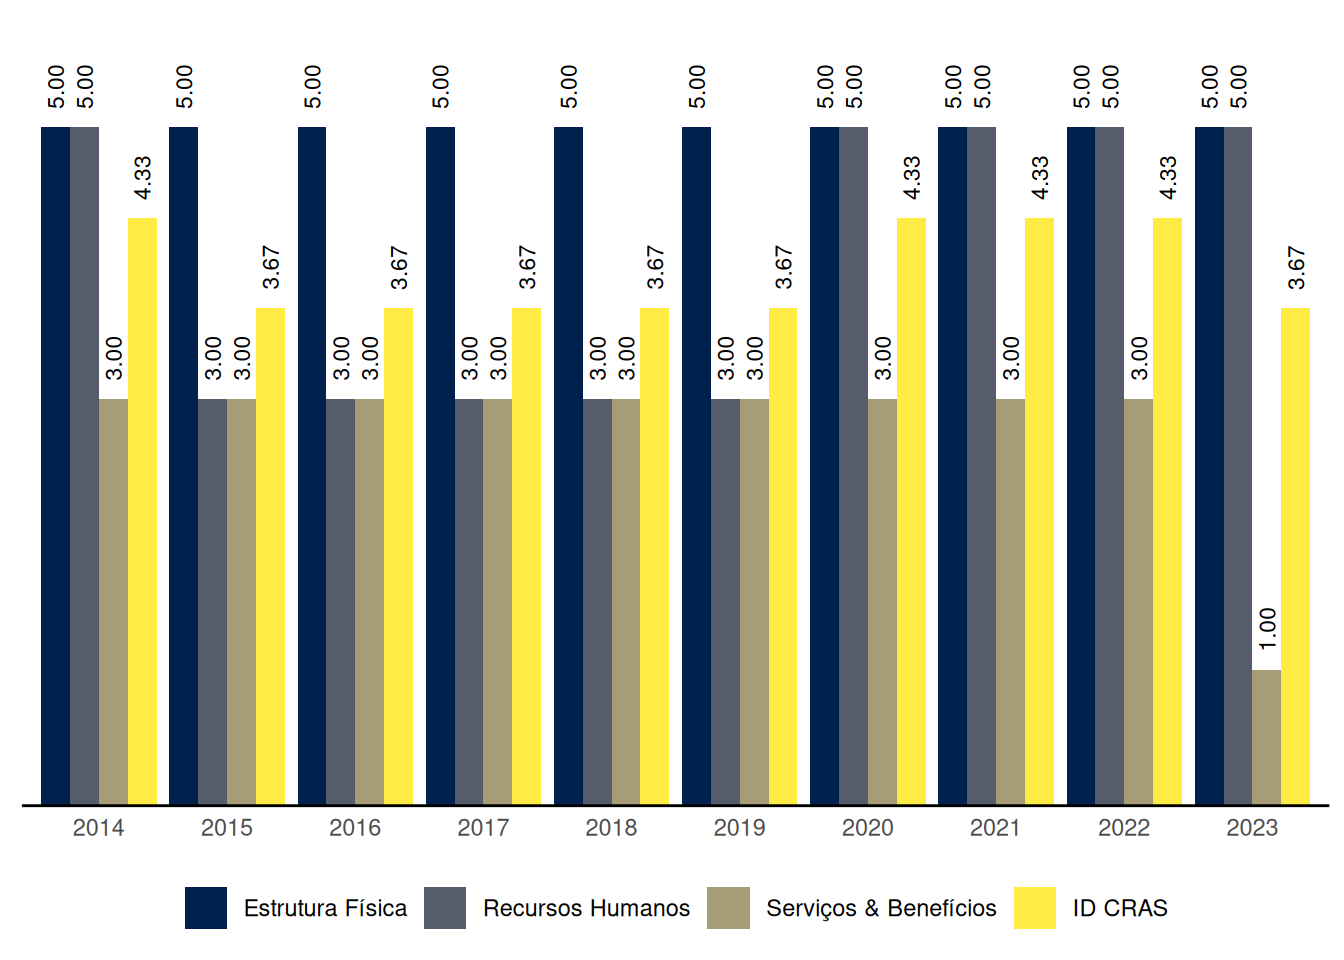 5.00 5.00 5.00 5.00 5.00 5.00 5.00 5.00 5.00 5.00 5.00 5.00 5.00 5.00
4.33 4.33 4.33 4.33
3.67 3.67 3.67 3.67 3.67 3.67
3.00 3.00 3.00 3.00 3.00 3.00 3.00 3.00 3.00 3.00 3.00 3.00 3.00 3.00
1.00
2014 2015 2016 2017 2018 2019 2020 2021 2022 2023
Estrutura Física Recursos Humanos Serviços & Benefícios ID CRAS